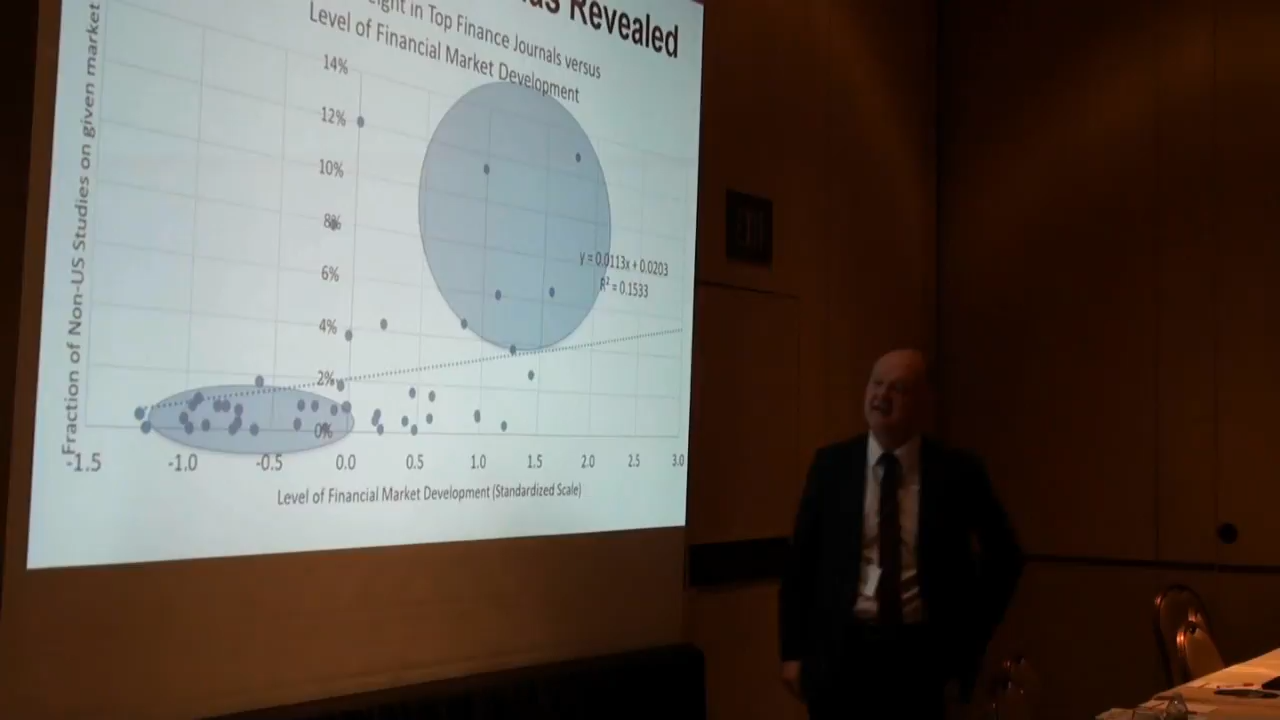 Revealed
in Top Finance Journals versus
Level of Financial Market Development
Fraction of Non-US Studies on given market
14%
12%
10%
8%
6%
4%
2%
0%
y = 0.0113x + 0.0203
R² = 0.1533
-1.5 -1.0 -0.5 0.0 0.5 1.0 1.5 2.0 2.5 3.0
Level of Financial Market Development (Standardized Scale)